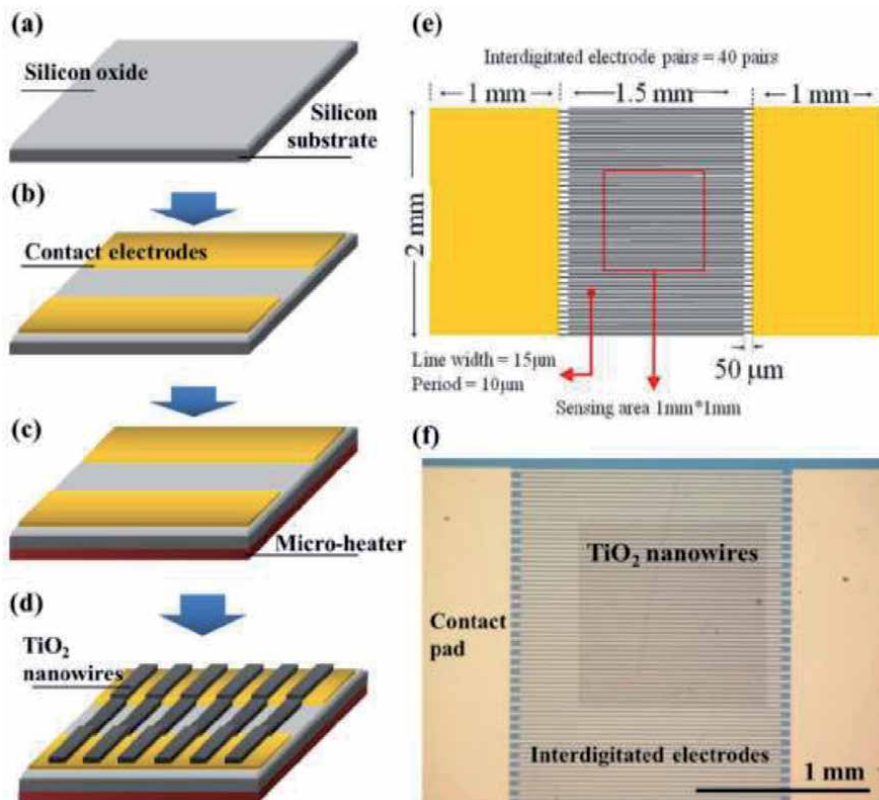 (a)
Silicon oxide
Silicon
substrate
(b)
Contact electrodes
(c)
Micro-heater
(d)
TiO₂
nanowires
(e)
Interdigitated electrode pairs = 40 pairs
1 mm
1.5 mm
1 mm
2 mm
Line width = 15μm
Period = 10μm
50 μm
Sensing area 1mm*1mm
(f)
TiO₂ nanowires
Contact
pad
Interdigitated electrodes
1 mm